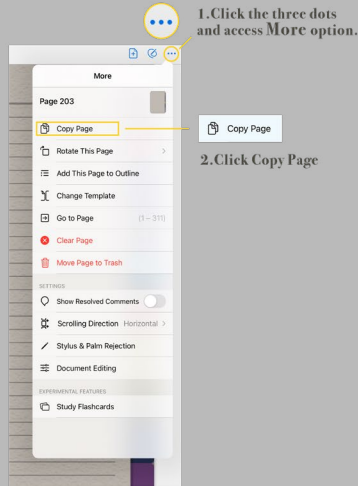 1.Click the three dots
and access More option.
More
Page 203
Copy Page
Copy Page
Rotate This Page
2.Click Copy Page
Add This Page to Outline
Change Template
Go to Page (1 – 311)
Clear Page
Move Page to Trash
SETTINGS
Show Resolved Comments
Scrolling Direction Horizontal
Stylus & Palm Rejection
Document Editing
EXPERIMENTAL FEATURES
Study Flashcards